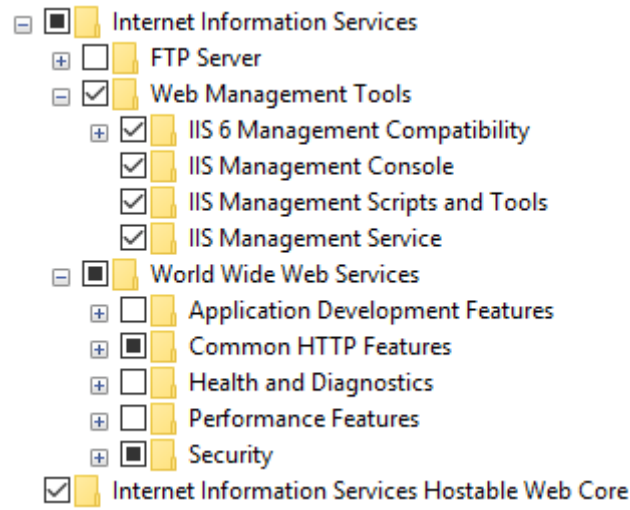 Internet Information Services
FTP Server
Web Management Tools
IIS 6 Management Compatibility
IIS Management Console
IIS Management Scripts and Tools
IIS Management Service
World Wide Web Services
Application Development Features
Common HTTP Features
Health and Diagnostics
Performance Features
Security
Internet Information Services Hostable Web Core